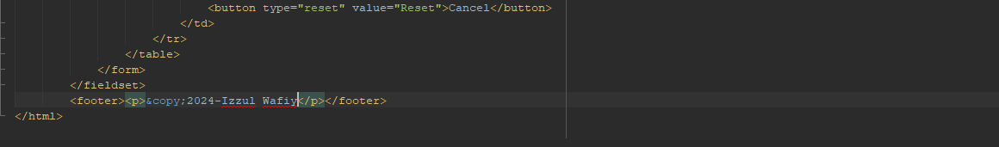 <button type="reset" value="Reset">Cancel</button>
</td>
</tr>
</table>
</form>
</fieldset>
<footer><p>&copy;2024-Izzul Wafiy</p></footer>
</html>